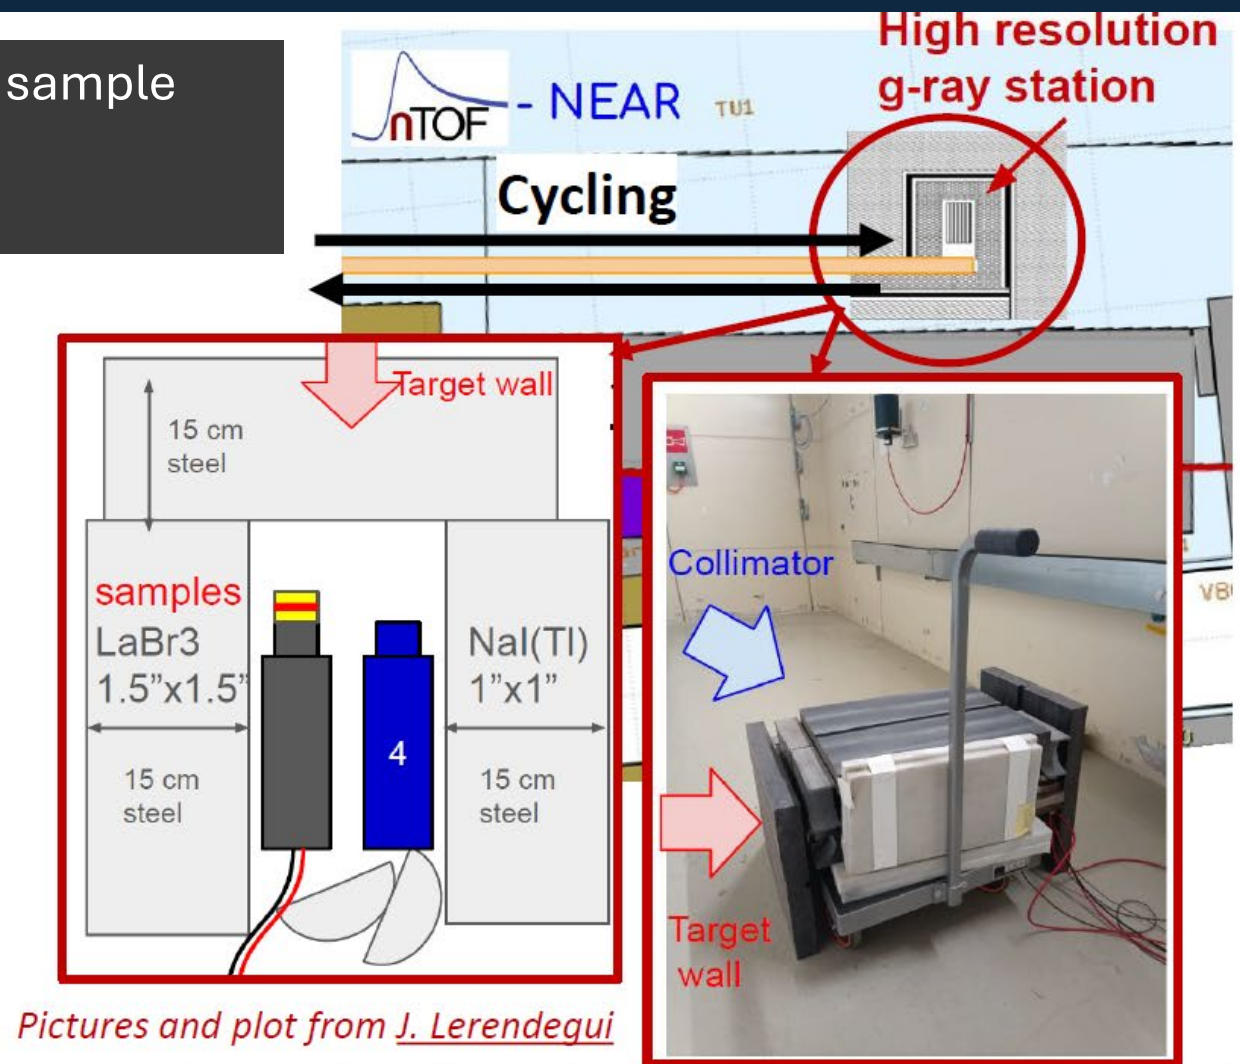 sample
High resolution
g-ray station
nTOF - NEAR
TU1
Cycling
Target wall
15 cm
steel
samples
LaBr3
1.5”x1.5”
NaI(Tl)
1”x1”
4
15 cm
steel
15 cm
steel
Collimator
Target
wall
Pictures and plot from J. Lerendegui